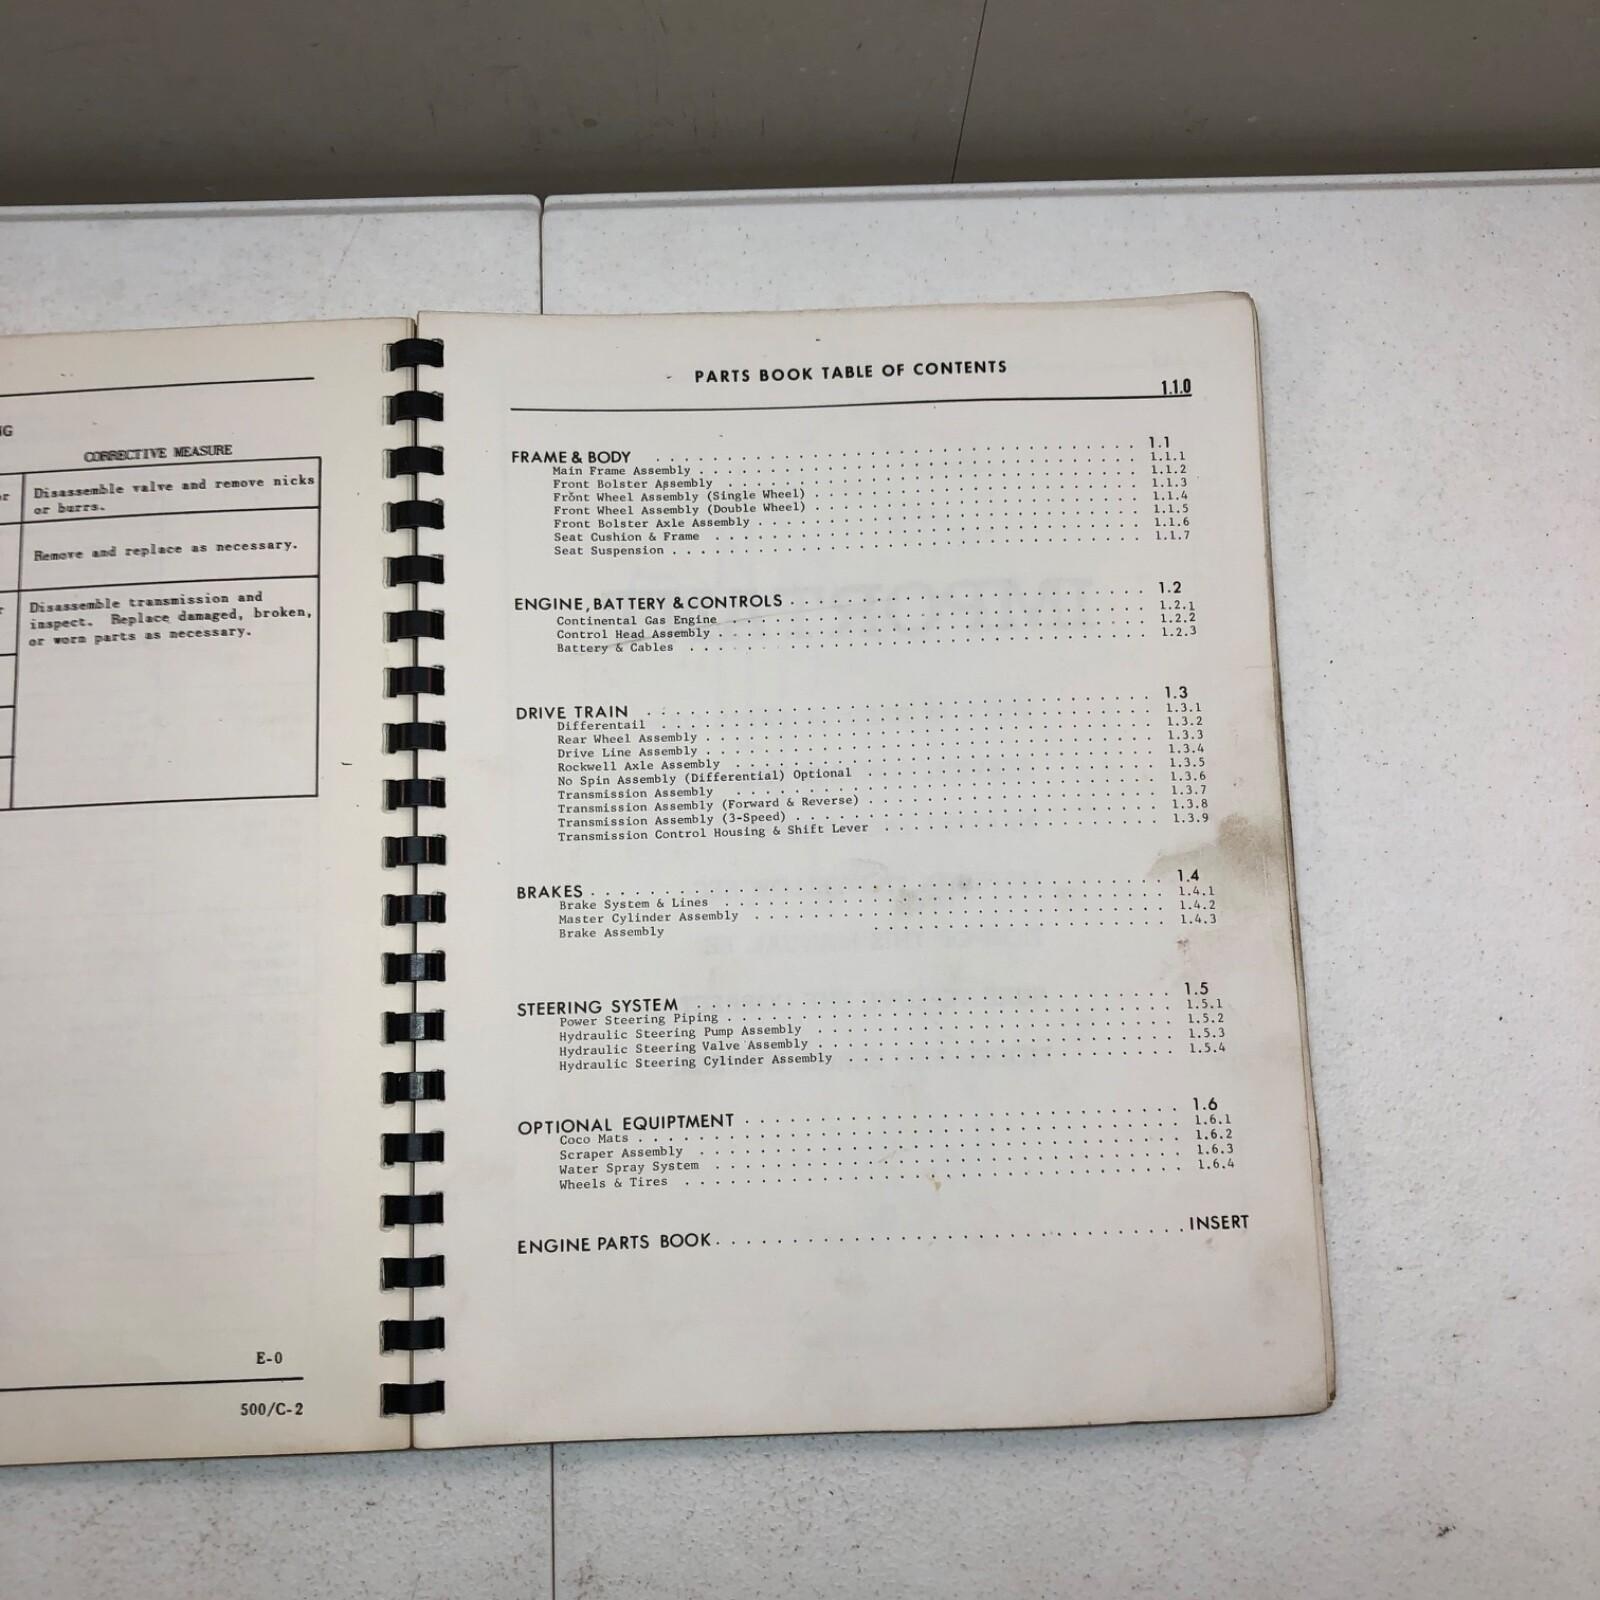 NG
CORRECTIVE MEASURE
or
Disassemble valve and remove nicks
or burrs.
Remove and replace as necessary.
Disassemble transmission and
inspect. Replace damaged, broken,
or worn parts as necessary.
E-0
500/C-2
PARTS BOOK TABLE OF CONTENTS
1.1.0
FRAME & BODY . . . 1.1
Main Frame Assembly . . . 1.1.1
Front Bolster Assembly . . . 1.1.2
Front Wheel Assembly (Single Wheel) . . . 1.1.3
Front Wheel Assembly (Double Wheel) . . . 1.1.4
Front Bolster Axle Assembly . . . 1.1.5
Seat Cushion & Frame . . . 1.1.6
Seat Suspension . . . 1.1.7
ENGINE, BATTERY & CONTROLS . . . 1.2
Continental Gas Engine . . . 1.2.1
Control Head Assembly . . . 1.2.2
Battery & Cables . . . 1.2.3
DRIVE TRAIN . . . 1.3
Differentail . . . 1.3.1
Rear Wheel Assembly . . . 1.3.2
Drive Line Assembly . . . 1.3.3
Rockwell Axle Assembly . . . 1.3.4
No Spin Assembly (Differential) Optional . . . 1.3.5
Transmission Assembly . . . 1.3.6
Transmission Assembly (Forward & Reverse) . . . 1.3.7
Transmission Assembly (3-Speed) . . . 1.3.8
Transmission Control Housing & Shift Lever . . . 1.3.9
BRAKES . . . 1.4
Brake System & Lines . . . 1.4.1
Master Cylinder Assembly . . . 1.4.2
Brake Assembly . . . 1.4.3
STEERING SYSTEM . . . 1.5
Power Steering Piping . . . 1.5.1
Hydraulic Steering Pump Assembly . . . 1.5.2
Hydraulic Steering Valve Assembly . . . 1.5.3
Hydraulic Steering Cylinder Assembly . . . 1.5.4
OPTIONAL EQUIPTMENT . . . 1.6
Coco Mats . . . 1.6.1
Scraper Assembly . . . 1.6.2
Water Spray System . . . 1.6.3
Wheels & Tires . . . 1.6.4
ENGINE PARTS BOOK . . . INSERT